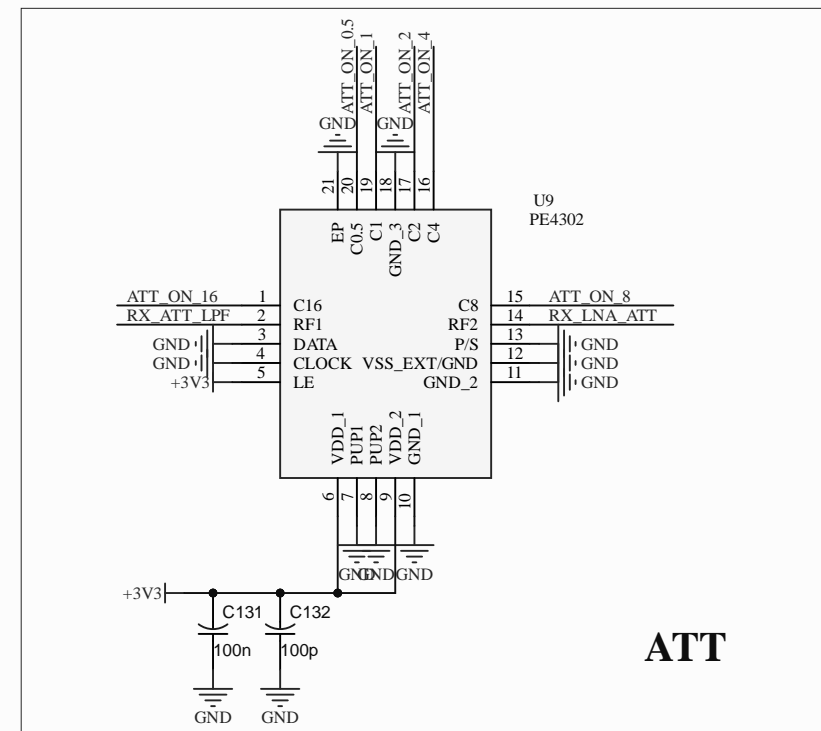 ATT_ON_0.5
ATT_ON_1
ATT_ON_2
ATT_ON_4
GND
GND
21
20
19
18
17
16
U9
PE4302
EP
C0.5
C1
GND_3
C2
C4
ATT_ON_16 1 C16
C8 15 ATT_ON_8
RX_ATT_LPF 2 RF1
RF2 14 RX_LNA_ATT
GND 3 DATA
P/S 13 GND
GND 4 CLOCK
VSS_EXT/GND 12 GND
+3V3 5 LE
GND_2 11 GND
VDD_1
PUP1
PUP2
VDD_2
GND_1
6
7
8
9
10
GND
GND
GND
+3V3
C131
C132
100n
100p
GND
GND
ATT